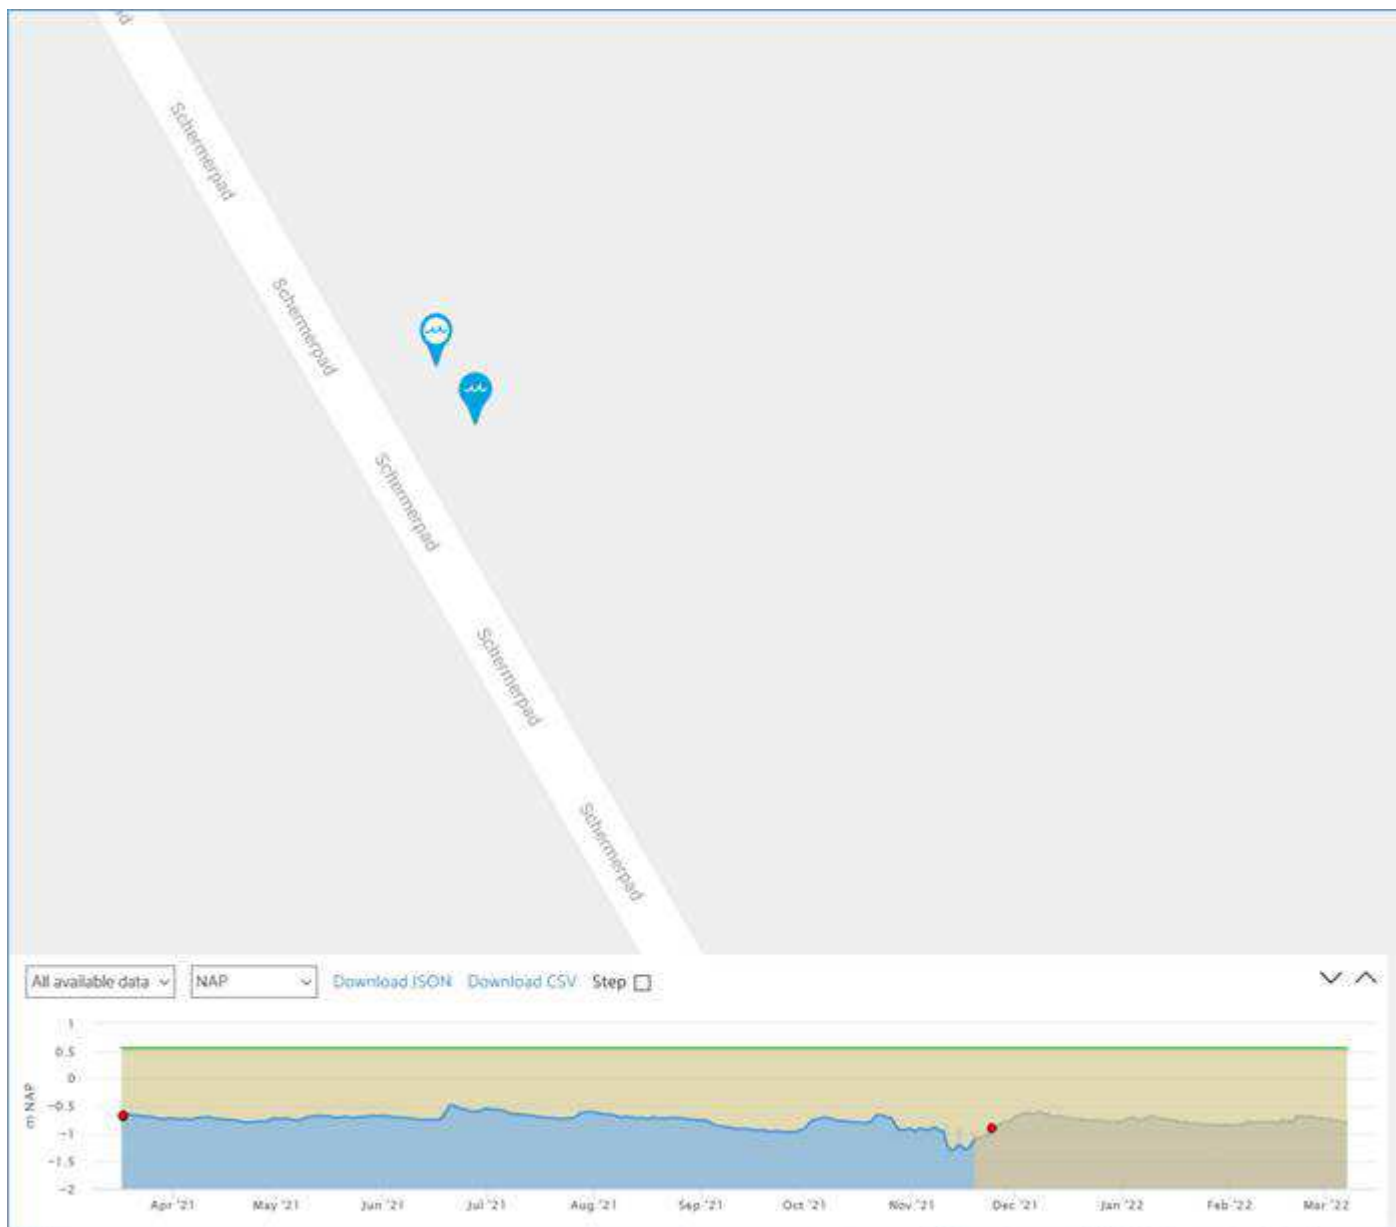 ad
Schermerpad
Schermerpad
Schermerpad
Schermerpad
Schermerpad
All available data NAP Download JSON Download CSV Step
m NAP
1
0.5
0
-0.5
-1
-1.5
-2
Apr '21 May '21 Jun '21 Jul '21 Aug '21 Sep '21 Oct '21 Nov '21 Dec '21 Jan '22 Feb '22 Mar '22